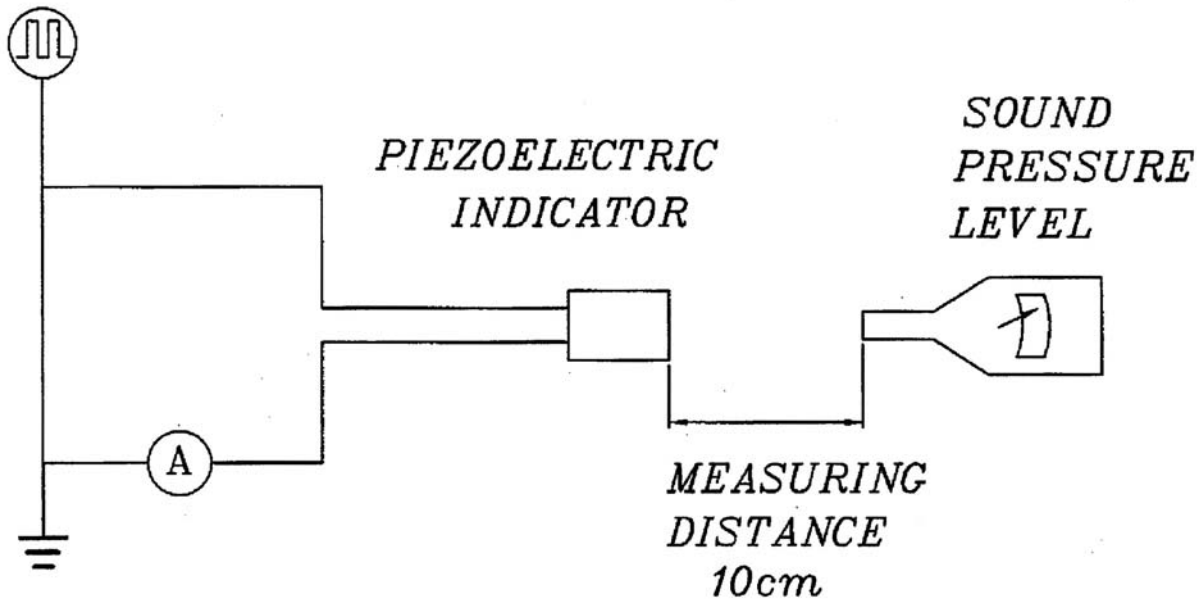 PIEZOELECTRIC
INDICATOR
SOUND
PRESSURE
LEVEL
A
MEASURING
DISTANCE
10cm